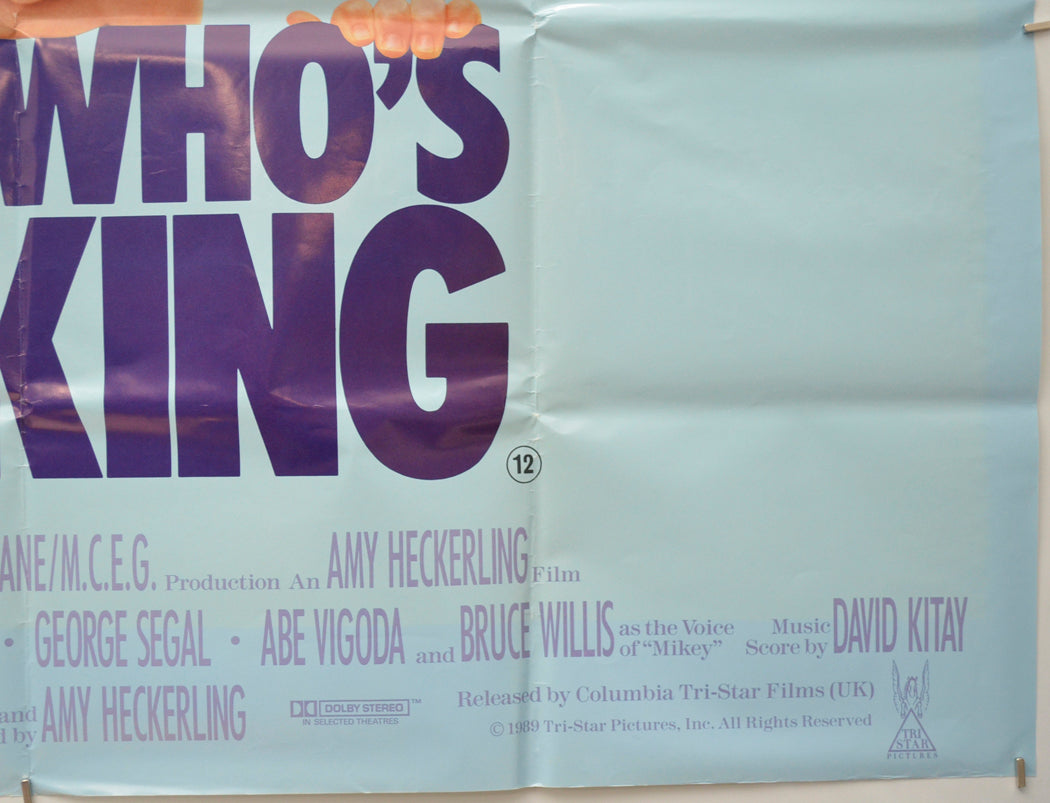 WHO'S
KING
12
ANE/M.C.E.G. Production An AMY HECKERLING Film
• GEORGE SEGAL • ABE VIGODA and BRUCE WILLIS as the Voice of "Mikey" Music Score by DAVID KITAY
and
d by AMY HECKERLING
DOLBY STEREO ™
IN SELECTED THEATRES
Released by Columbia Tri-Star Films (UK)
© 1989 Tri-Star Pictures, Inc. All Rights Reserved
TRI
STAR
PICTURES